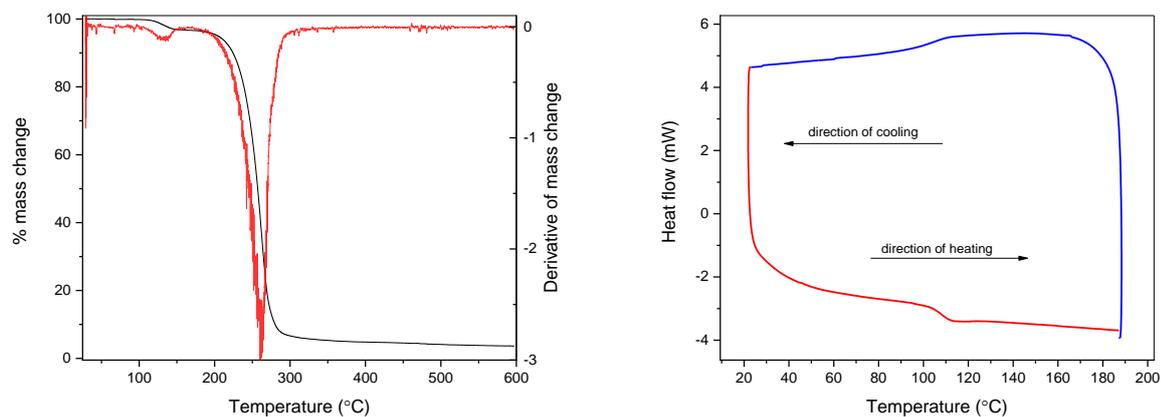 100
80
60
40
20
0
% mass change
0
-1
-2
-3
Derivative of mass change
100 200 300 400 500 600
Temperature (°C)
6
4
2
0
-2
-4
Heat flow (mW)
direction of cooling
direction of heating
20 40 60 80 100 120 140 160 180 200
Temperature (°C)